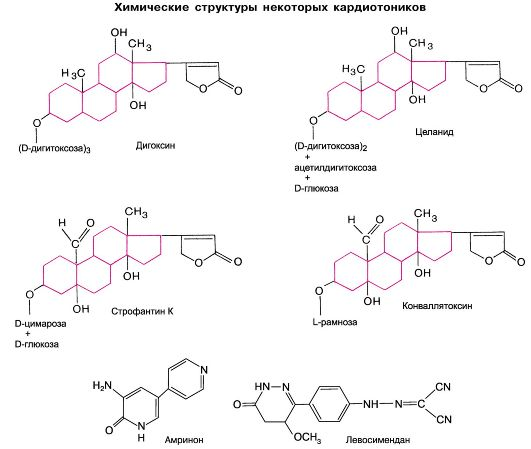 Химические структуры некоторых кардиотоников
OH
CH3
H3C
OH
O
O
O
(D-дигитоксоза)3
Дигоксин
OH
CH3
H3C
OH
O
O
O
(D-дигитоксоза)2
+
ацетилдигитоксоза
+
D-глюкоза
Целанид
H
O
CH3
OH
OH
O
O
O
D-цимароза
+
D-глюкоза
Строфантин К
H
O
CH3
OH
OH
O
O
O
L-рамноза
Конваллятоксин
N
H2N
O
N
H
Амринон
HN
N
O
OCH3
NH
N
CN
CN
Левосимендан